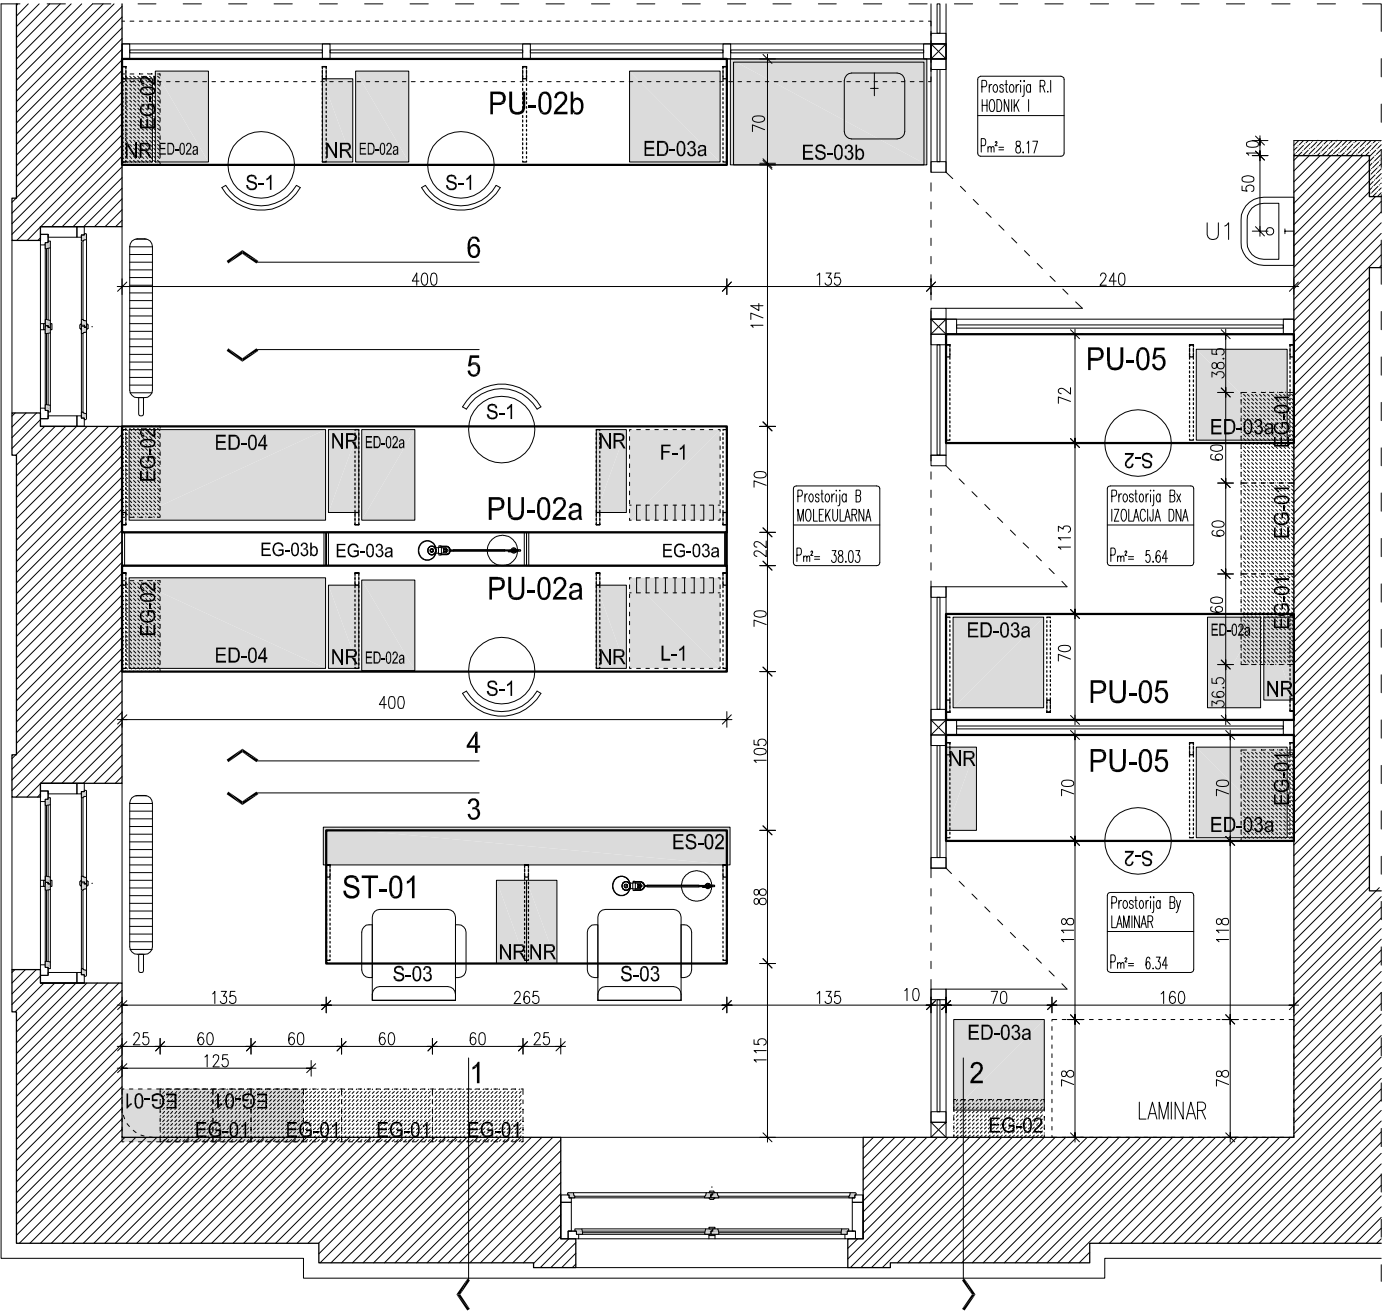 EG-02
NR
ED-02a
S-1
NR
ED-02a
S-1
PU-02b
ED-03a
70
ES-03b
Prostorija R.I
HODNIK I
Pm²= 8.17
10
50
U1
6
400
135
240
174
5
S-1
EG-02
ED-04
NR
ED-02a
NR
F-1
PU-02a
70
EG-03b
EG-03a
EG-03a
22
PU-02a
EG-02
ED-04
NR
ED-02a
NR
L-1
70
S-1
400
Prostorija B
MOLEKULARNA
Pm²= 38.03
PU-05
72
38.5
ED-03a
EG-01
60
S-2
Prostorija Bx
IZOLACIJA DNA
Pm²= 5.64
113
60
EG-01
60
EG-01
ED-03a
70
ED-02a
NR
36.5
PU-05
4
105
3
NR
PU-05
70
70
EG-01
ED-03a
S-2
ES-02
ST-01
88
NR
NR
S-03
S-03
Prostorija By
LAMINAR
Pm²= 6.34
118
118
135
265
135
10
70
160
25
60
60
60
60
25
125
115
1
ED-03a
2
78
78
LAMINAR
EG-01
EG-01
EG-01
EG-01
EG-01
EG-01
EG-02